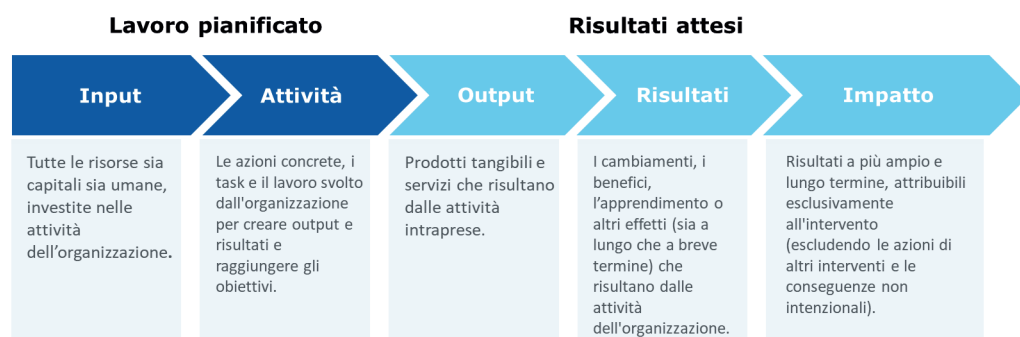 Lavoro pianificato
Risultati attesi
Input
Attività
Output
Risultati
Impatto
Tutte le risorse sia
capitali sia umane,
investite nelle
attività
dell’organizzazione.
Le azioni concrete, i
task e il lavoro svolto
dall'organizzazione
per creare output e
risultati e
raggiungere gli
obiettivi.
Prodotti tangibili e
servizi che risultano
dalle attività
intraprese.
I cambiamenti, i
benefici,
l’apprendimento o
altri effetti (sia a
lungo che a breve
termine) che
risultano dalle
attività
dell'organizzazione.
Risultati a più ampio e
lungo termine, attribuibili
esclusivamente
all'intervento
(escludendo le azioni di
altri interventi e le
conseguenze non
intenzionali).